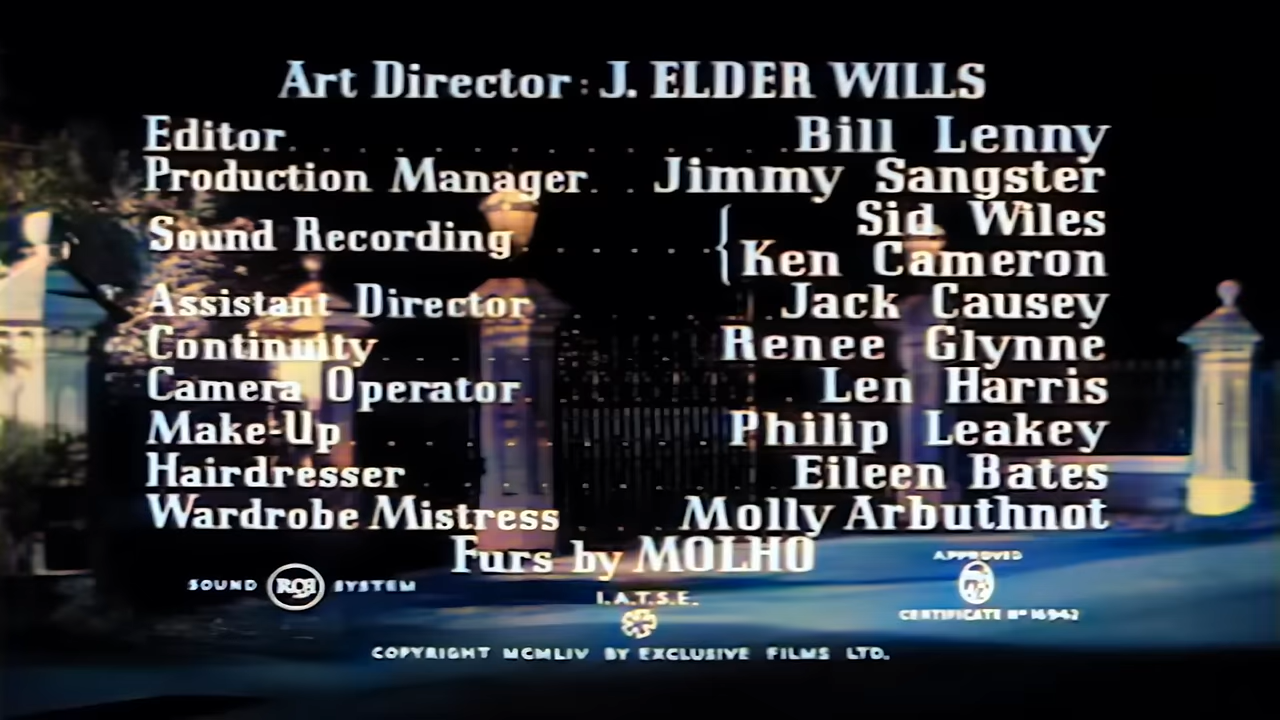 Art Director: J. ELDER WILLS
Editor. . . . . . . . . . . . . . . Bill Lenny
Production Manager. . . Jimmy Sangster
Sound Recording . . . . . . { Sid Wiles
Ken Cameron
Assistant Director . . . . . . . Jack Causey
Continuity . . . . . . . . . . Renee Glynne
Camera Operator. . . . . . . . Len Harris
Make-Up . . . . . . . . . . . Philip Leakey
Hairdresser . . . . . . . . . . Eileen Bates
Wardrobe Mistress . . . Molly Arbuthnot
Furs by MOLHO
SOUND RCA SYSTEM
I.A.T.S.E.
APPROVED
CERTIFICATE No 16942
COPYRIGHT MCMLIV BY EXCLUSIVE FILMS LTD.